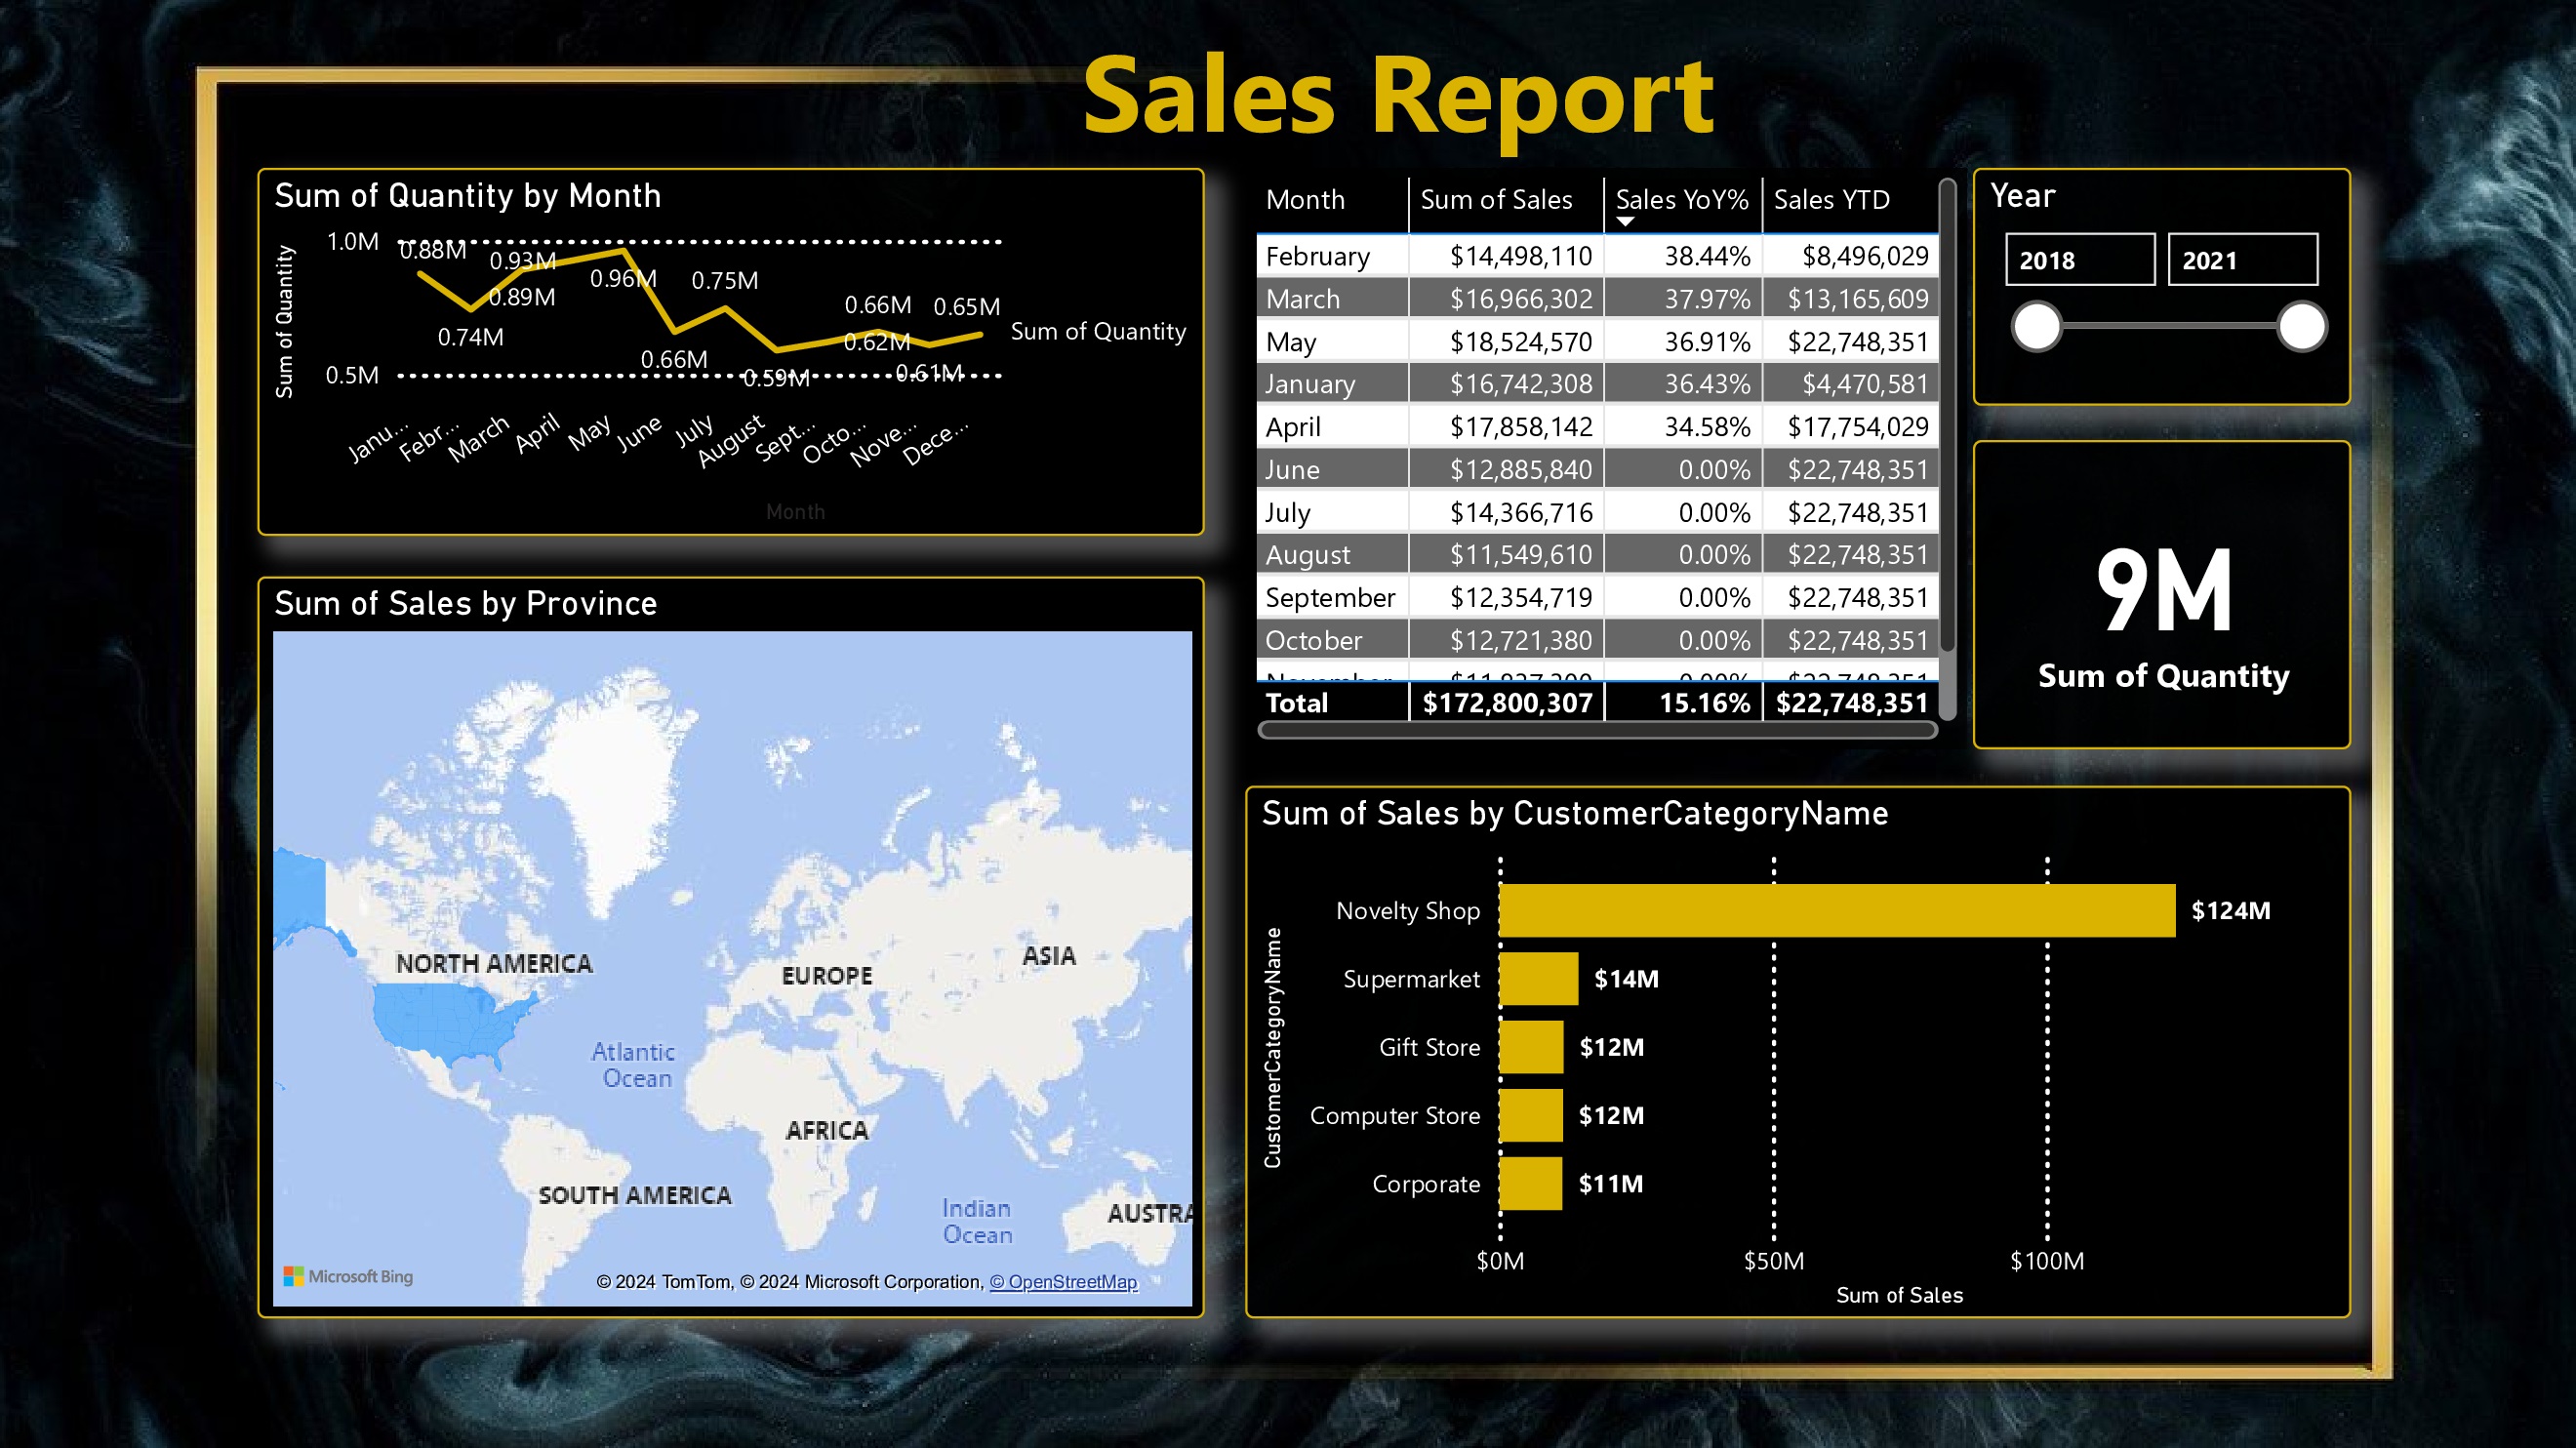 Sales Report
Sum of Quantity by Month
Sum of Quantity
1.0M
0.5M
0.88M
0.74M
0.93M
0.89M
0.96M
0.66M
0.75M
0.59M
0.66M
0.62M
0.61M
0.65M
Sum of Quantity
Janu...
Febr...
March
April
May
June
July
August
Sept...
Octo...
Nove...
Dece...
Month
Month Sum of Sales Sales YoY% Sales YTD
February $14,498,110 38.44% $8,496,029
March $16,966,302 37.97% $13,165,609
May $18,524,570 36.91% $22,748,351
January $16,742,308 36.43% $4,470,581
April $17,858,142 34.58% $17,754,029
June $12,885,840 0.00% $22,748,351
July $14,366,716 0.00% $22,748,351
August $11,549,610 0.00% $22,748,351
September $12,354,719 0.00% $22,748,351
October $12,721,380 0.00% $22,748,351
Total $172,800,307 15.16% $22,748,351
Year
2018 2021
9M
Sum of Quantity
Sum of Sales by Province
NORTH AMERICA
EUROPE
ASIA
Atlantic
Ocean
AFRICA
SOUTH AMERICA
Indian
Ocean
AUSTRA
Microsoft Bing
© 2024 TomTom, © 2024 Microsoft Corporation, © OpenStreetMap
Sum of Sales by CustomerCategoryName
CustomerCategoryName
Novelty Shop $124M
Supermarket $14M
Gift Store $12M
Computer Store $12M
Corporate $11M
$0M $50M $100M
Sum of Sales